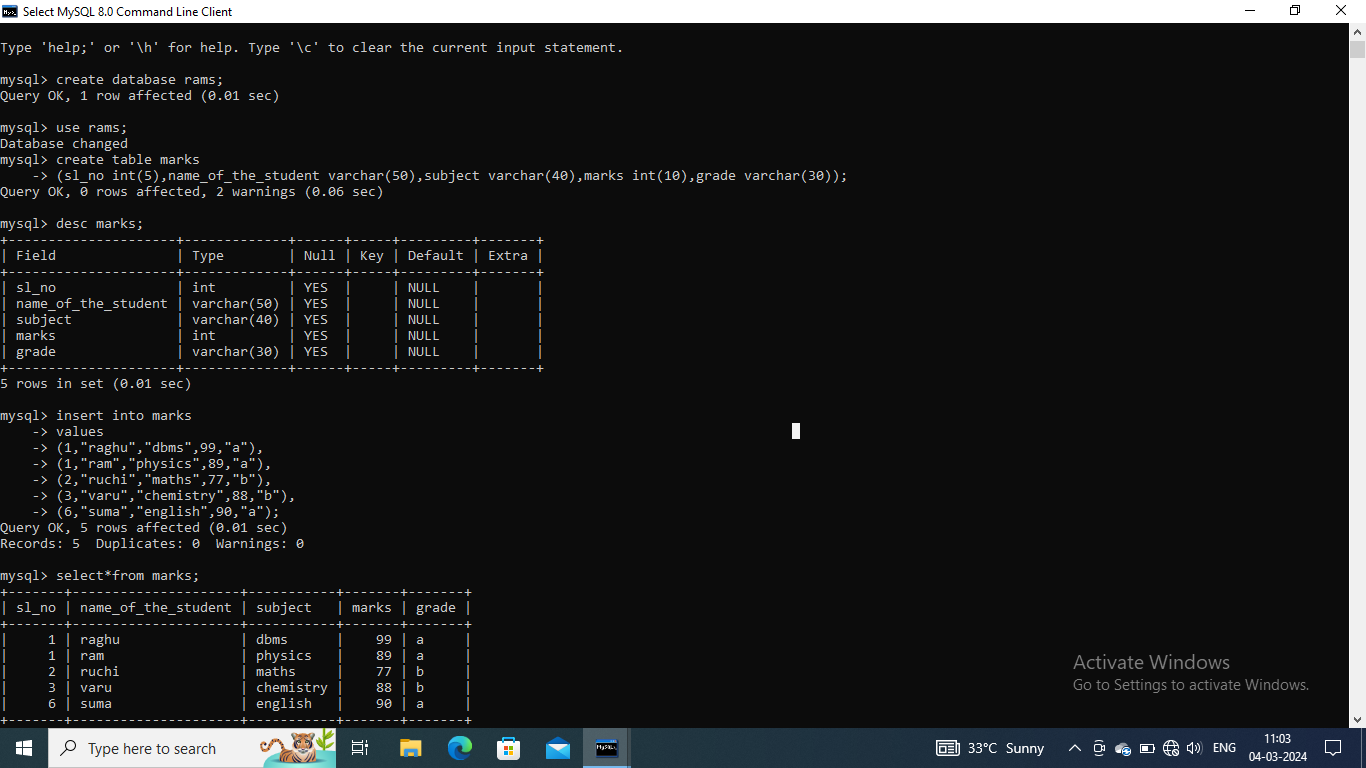 Select MySQL 8.0 Command Line Client
Type 'help;' or '\h' for help. Type '\c' to clear the current input statement.
mysql> create database rams;
Query OK, 1 row affected (0.01 sec)
mysql> use rams;
Database changed
mysql> create table marks
    -> (sl_no int(5),name_of_the_student varchar(50),subject varchar(40),marks int(10),grade varchar(30));
Query OK, 0 rows affected, 2 warnings (0.06 sec)
mysql> desc marks;
+---------------------+-------------+------+-----+---------+-------+
| Field               | Type        | Null | Key | Default | Extra |
+---------------------+-------------+------+-----+---------+-------+
| sl_no               | int         | YES  |     | NULL    |       |
| name_of_the_student | varchar(50) | YES  |     | NULL    |       |
| subject             | varchar(40) | YES  |     | NULL    |       |
| marks               | int         | YES  |     | NULL    |       |
| grade               | varchar(30) | YES  |     | NULL    |       |
+---------------------+-------------+------+-----+---------+-------+
5 rows in set (0.01 sec)
mysql> insert into marks
    -> values
    -> (1,"raghu","dbms",99,"a"),
    -> (1,"ram","physics",89,"a"),
    -> (2,"ruchi","maths",77,"b"),
    -> (3,"varu","chemistry",88,"b"),
    -> (6,"suma","english",90,"a");
Query OK, 5 rows affected (0.01 sec)
Records: 5  Duplicates: 0  Warnings: 0
mysql> select*from marks;
+-------+---------------------+-----------+-------+-------+
| sl_no | name_of_the_student | subject   | marks | grade |
+-------+---------------------+-----------+-------+-------+
|     1 | raghu               | dbms      |    99 | a     |
|     1 | ram                 | physics   |    89 | a     |
|     2 | ruchi               | maths     |    77 | b     |
|     3 | varu                | chemistry |    88 | b     |
|     6 | suma                | english   |    90 | a     |
+-------+---------------------+-----------+-------+-------+
Activate Windows
Go to Settings to activate Windows.
Type here to search
MySQL
33°C Sunny
ENG
11:03
04-03-2024